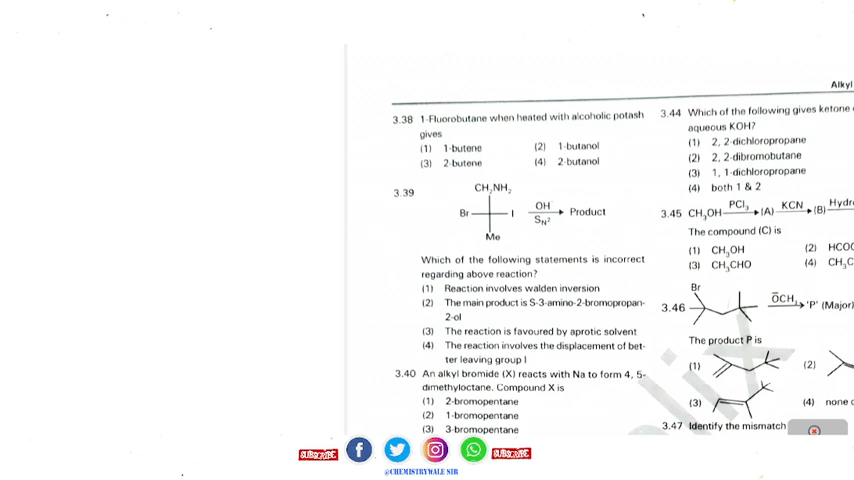 Alkyl
3.38 1-Fluorobutane when heated with alcoholic potash
gives
(1) 1-butene (2) 1-butanol
(3) 2-butene (4) 2-butanol
3.39
CH₂NH₂
Br I OH SN² Product
Me
Which of the following statements is incorrect
regarding above reaction?
(1) Reaction involves walden inversion
(2) The main product is S-3-amino-2-bromopropan-
2-ol
(3) The reaction is favoured by aprotic solvent
(4) The reaction involves the displacement of bet-
ter leaving group I
3.40 An alkyl bromide (X) reacts with Na to form 4, 5-
dimethyloctane. Compound X is
(1) 2-bromopentane
(2) 1-bromopentane
(3) 3-bromopentane
3.44 Which of the following gives ketone
aqueous KOH?
(1) 2, 2-dichloropropane
(2) 2, 2-dibromobutane
(3) 1, 1-dichloropropane
(4) both 1 & 2
3.45 CH₃OH PCl₃ (A) KCN (B) Hydr
The compound (C) is
(1) CH₃OH (2) HCOO
(3) CH₃CHO (4) CH₃C
Br
3.46 ŌCH₃ 'P' (Major)
The product P is
(1) (2)
(3) (4) none
3.47 Identify the mismatch
SUBSCRIBE
SUBSCRIBE
@CHEMISTRYWALE SIR